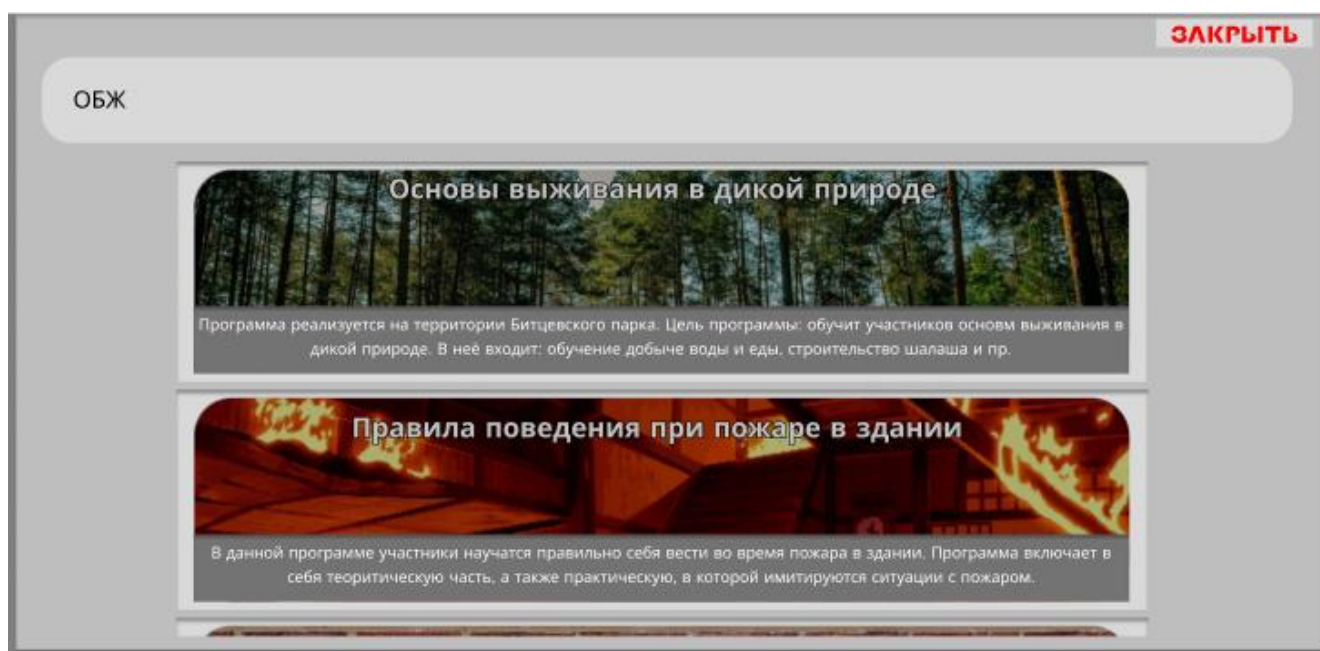 ЗАКРЫТЬ
ОБЖ
Основы выживания в дикой природе
Программа реализуется на территории Битцевского парка. Цель программы: обучит участников основм выживания в
дикой природе. В неё входит: обучение добыче воды и еды, строительство шалаша и пр.
Правила поведения при пожаре в здании
В данной программе участники научатся правильно себя вести во время пожара в здании. Программа включает в
себя теоритическую часть, а также практическую, в которой имитируются ситуации с пожаром.